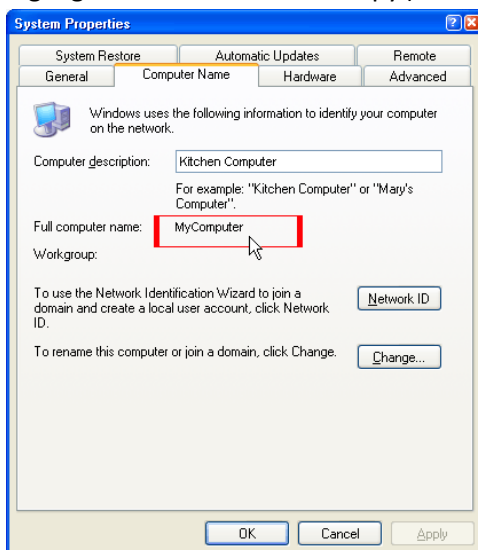 System Properties
System Restore Automatic Updates Remote
General Computer Name Hardware Advanced
Windows uses the following information to identify your computer
on the network.
Computer description: Kitchen Computer
For example: "Kitchen Computer" or "Mary's
Computer".
Full computer name: MyComputer
Workgroup:
To use the Network Identification Wizard to join a
domain and create a local user account, click Network
ID.
Network ID
To rename this computer or join a domain, click Change.
Change...
OK Cancel Apply